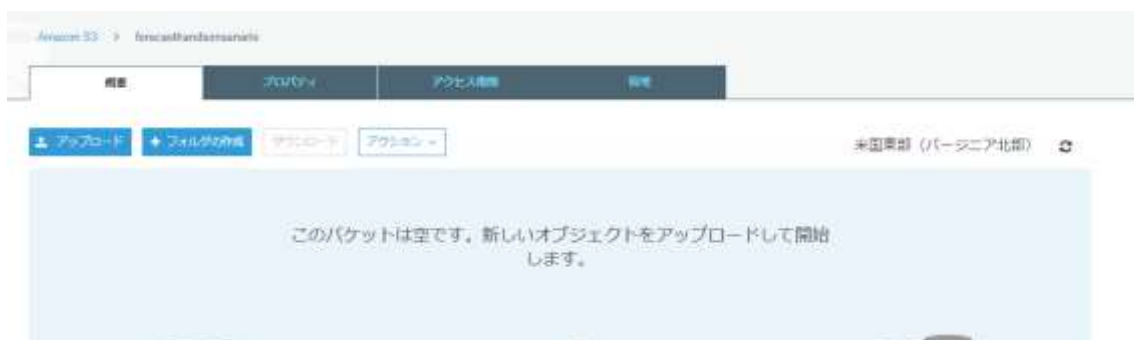 Amazon S3 >
概要 プロパティ アクセス権限 管理
アップロード + フォルダの作成 ダウンロード アクション
米国東部 (バージニア北部)
このバケットは空です。新しいオブジェクトをアップロードして開始
します。